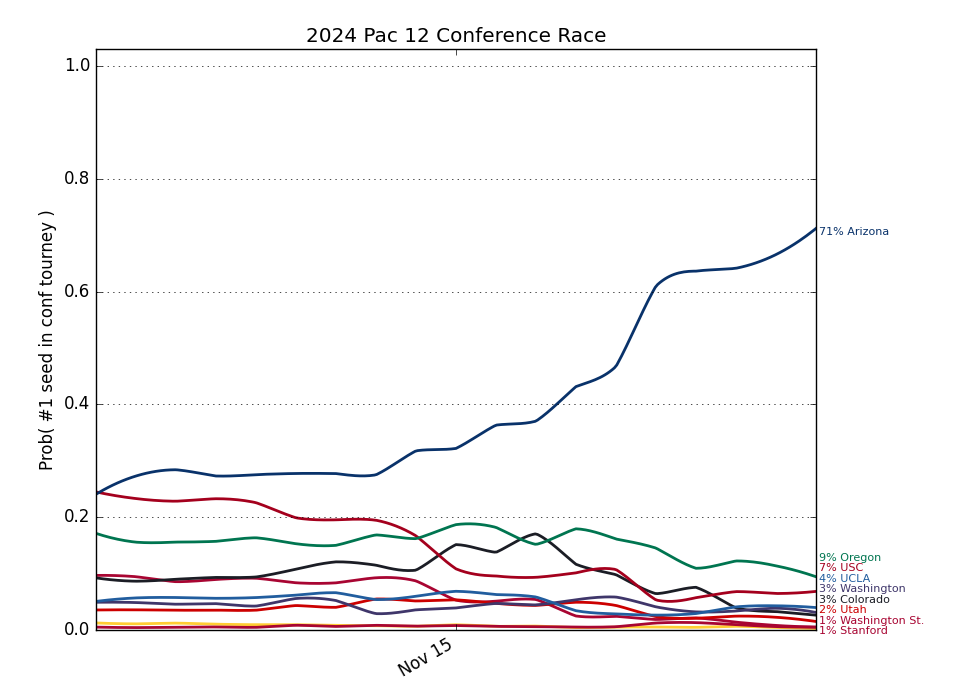 2024 Pac 12 Conference Race
1.0
0.8
0.6
0.4
0.2
0.0
Prob( #1 seed in conf tourney )
Nov 15
71% Arizona
9% Oregon
7% USC
4% UCLA
3% Washington
3% Colorado
2% Utah
1% Washington St.
1% Stanford